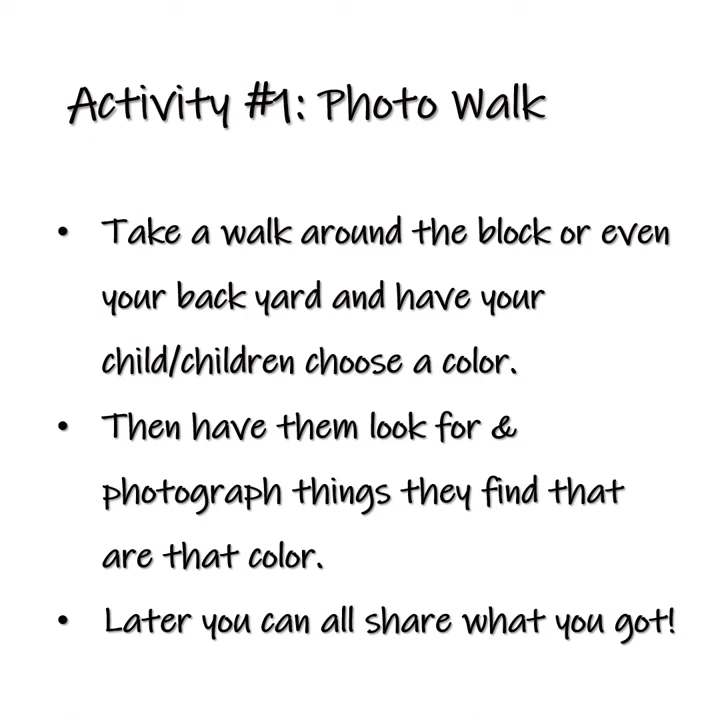 Activity #1: Photo Walk
• Take a walk around the block or even
your back yard and have your
child/children choose a color.
• Then have them look for &
photograph things they find that
are that color.
• Later you can all share what you got!